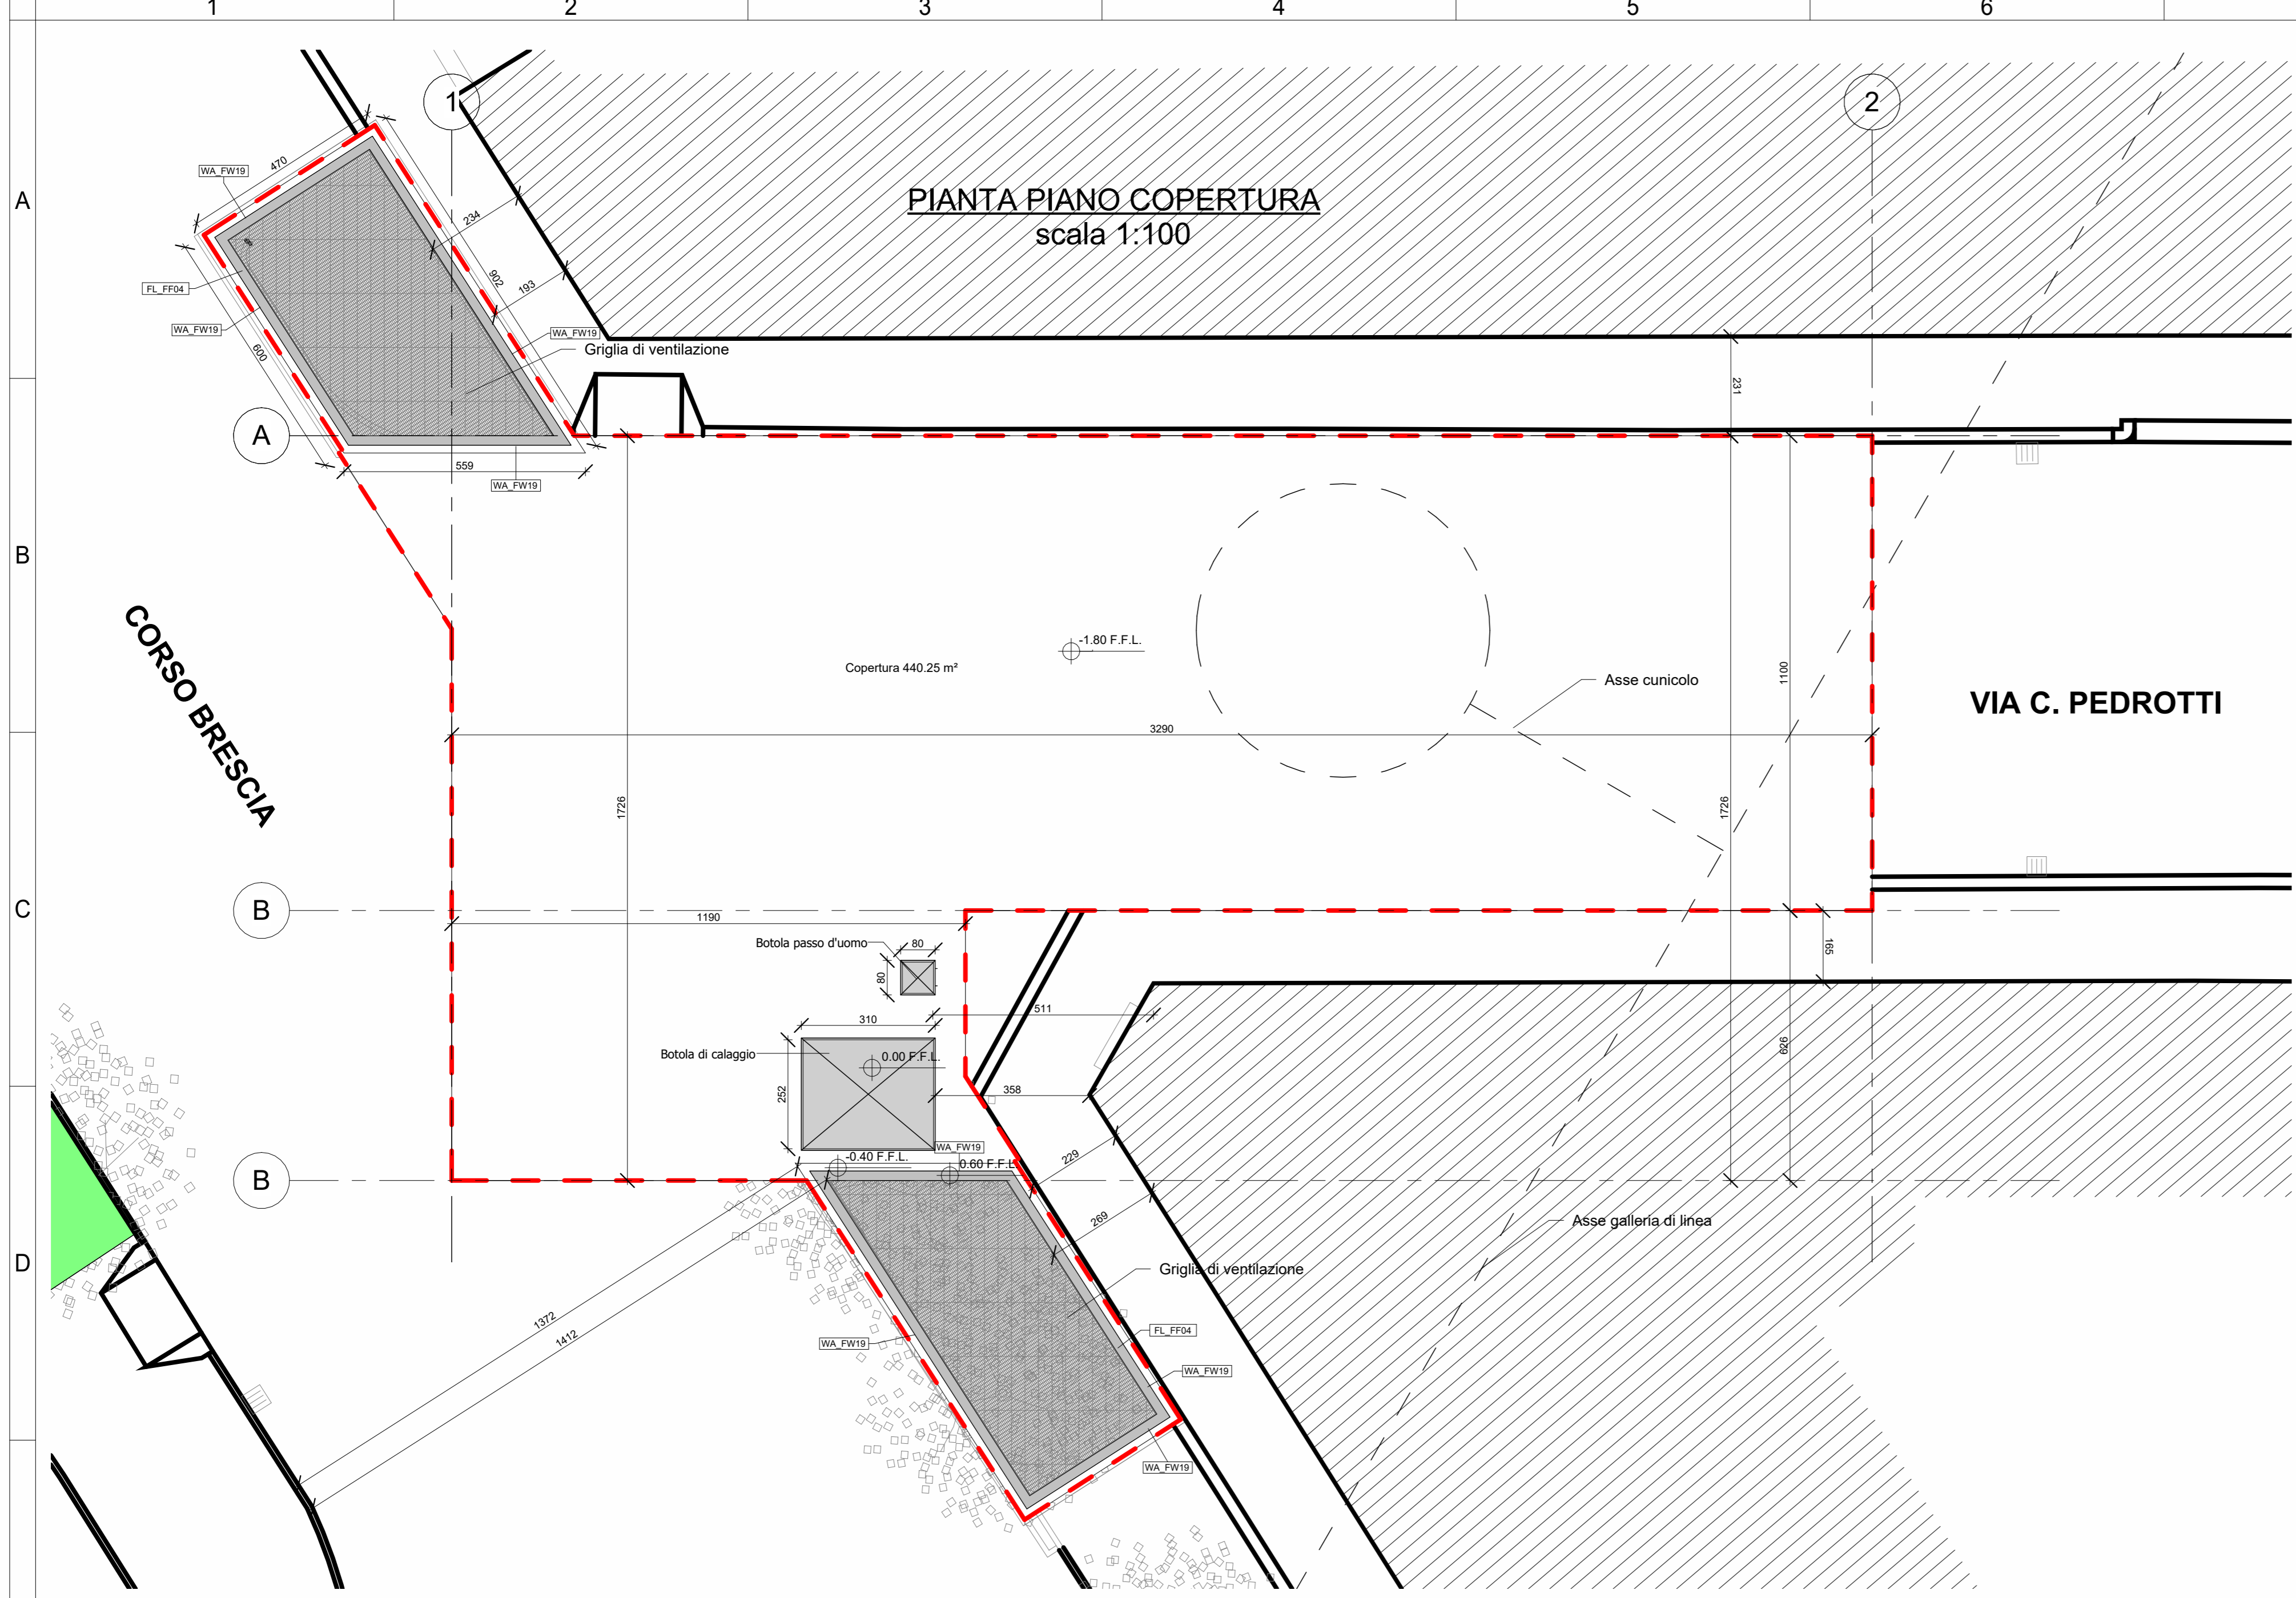 1
2
3
4
5
6
A
B
C
D
1
2
PIANTA PIANO COPERTURA
scala 1:100
470
WA_FW19
234
193
902
FL_FF04
WA_FW19
WA_FW19
Griglia di ventilazione
600
231
A
559
WA_FW19
CORSO BRESCIA
-1.80 F.F.L.
Copertura 440.25 m²
Asse cunicolo
1100
VIA C. PEDROTTI
3290
1726
1726
B
1190
Botola passo d'uomo
80
80
165
511
310
Botola di calaggio
0.00 F.F.L.
252
358
626
WA_FW19
-0.40 F.F.L.
0.60 F.F.L.
229
B
269
Asse galleria di linea
Griglia di ventilazione
1372
1412
WA_FW19
FL_FF04
WA_FW19
WA_FW19